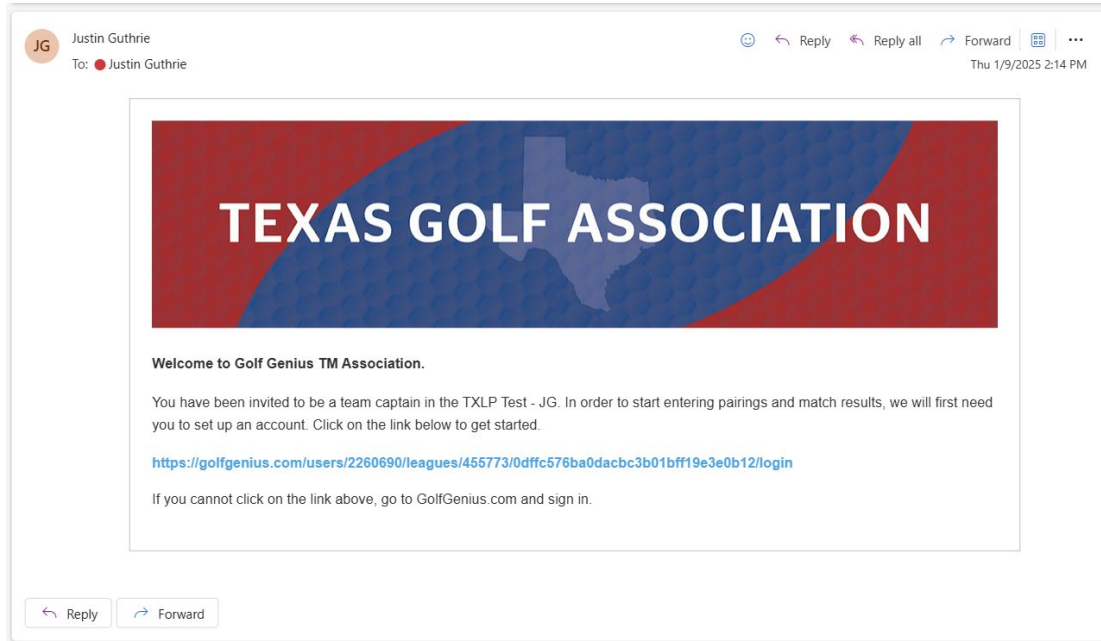 JG
Justin Guthrie
To: Justin Guthrie
Reply
Reply all
Forward
Thu 1/9/2025 2:14 PM
TEXAS GOLF ASSOCIATION
Welcome to Golf Genius TM Association.
You have been invited to be a team captain in the TXLP Test - JG. In order to start entering pairings and match results, we will first need
you to set up an account. Click on the link below to get started.
https://golfgenius.com/users/2260690/leagues/455773/0dffc576ba0dacbc3b01bff19e3e0b12/login
If you cannot click on the link above, go to GolfGenius.com and sign in.
Reply
Forward